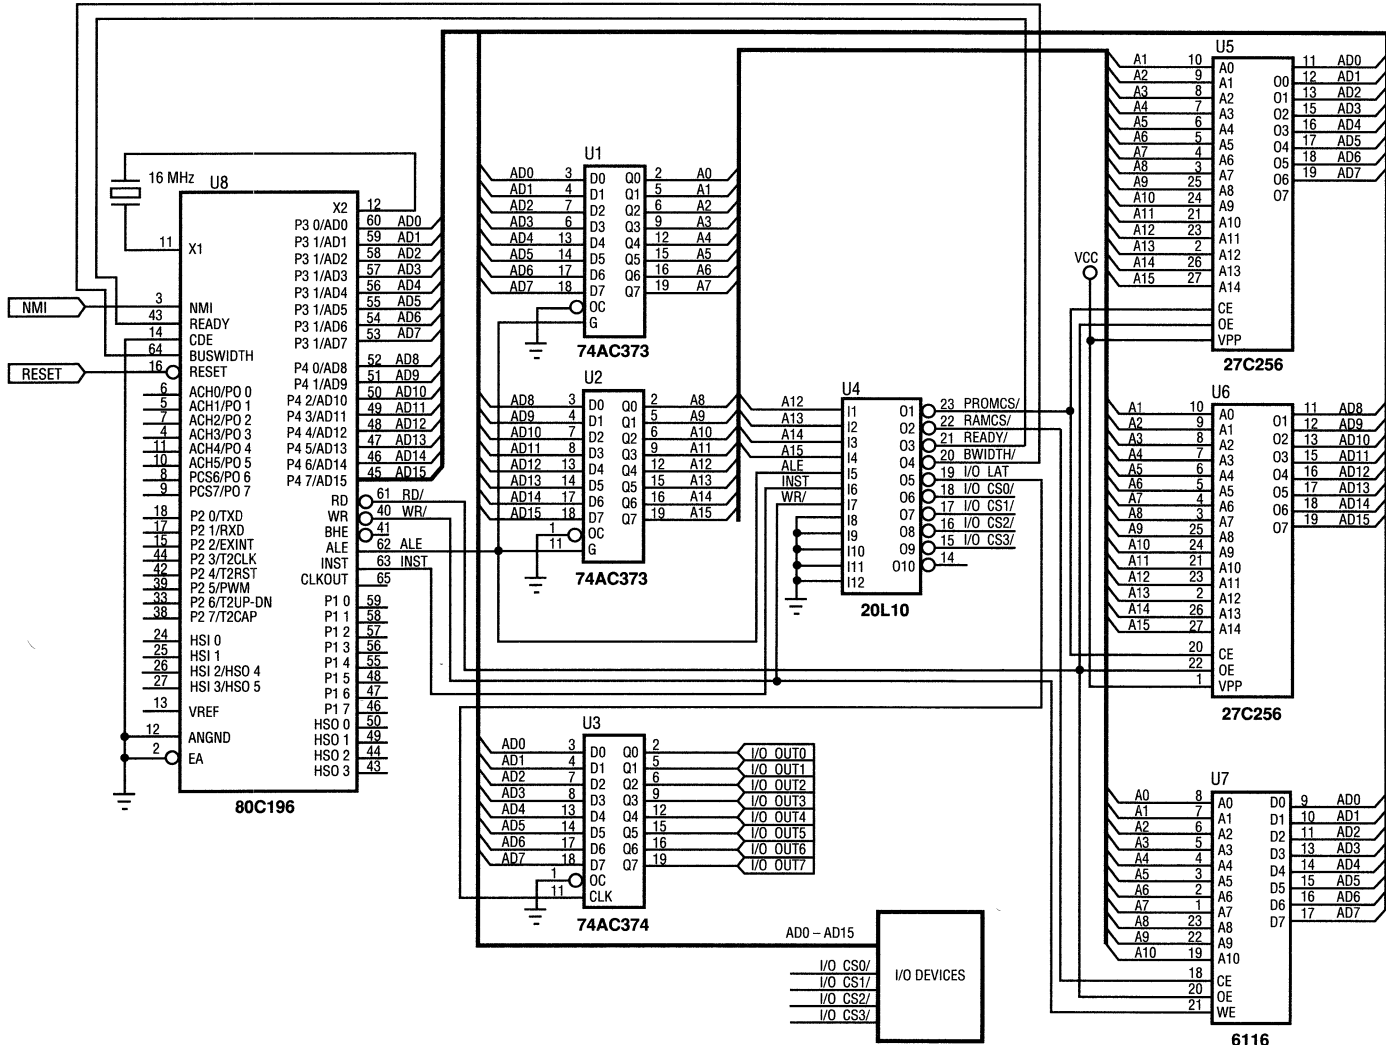 16 MHz
U8
11 X1
NMI 3 NMI
43 READY
14 CDE
64 BUSWIDTH
RESET 16 RESET
6 ACH0/PO 0
5 ACH1/PO 1
7 ACH2/PO 2
4 ACH3/PO 3
11 ACH4/PO 4
10 ACH5/PO 5
8 PCS6/PO 6
9 PCS7/PO 7
18 P2 0/TXD
17 P2 1/RXD
15 P2 2/EXINT
44 P2 3/T2CLK
42 P2 4/T2RST
39 P2 5/PWM
33 P2 6/T2UP-DN
38 P2 7/T2CAP
24 HSI 0
25 HSI 1
26 HSI 2/HSO 4
27 HSI 3/HSO 5
13 VREF
12 ANGND
2 EA
X2 12
P3 0/AD0 60 AD0
P3 1/AD1 59 AD1
P3 1/AD2 58 AD2
P3 1/AD3 57 AD3
P3 1/AD4 56 AD4
P3 1/AD5 55 AD5
P3 1/AD6 54 AD6
P3 1/AD7 53 AD7
P4 0/AD8 52 AD8
P4 1/AD9 51 AD9
P4 2/AD10 50 AD10
P4 3/AD11 49 AD11
P4 4/AD12 48 AD12
P4 5/AD13 47 AD13
P4 6/AD14 46 AD14
P4 7/AD15 45 AD15
RD 61 RD/
WR 40 WR/
BHE 41
ALE 62 ALE
INST 63 INST
CLKOUT 65
P1 0 59
P1 1 58
P1 2 57
P1 3 56
P1 4 55
P1 5 48
P1 6 47
P1 7 46
HSO 0 50
HSO 1 49
HSO 2 44
HSO 3 43
80C196
U1
AD0 3 D0 Q0 2 A0
AD1 4 D1 Q1 5 A1
AD2 7 D2 Q2 6 A2
AD3 6 D3 Q3 9 A3
AD4 13 D4 Q4 12 A4
AD5 14 D5 Q5 15 A5
AD6 17 D6 Q6 16 A6
AD7 18 D7 Q7 19 A7
OC
G
74AC373
U2
AD8 3 D0 Q0 2 A8
AD9 4 D1 Q1 5 A9
AD10 7 D2 Q2 6 A10
AD11 8 D3 Q3 9 A11
AD12 13 D4 Q4 12 A12
AD13 14 D5 Q5 15 A13
AD14 17 D6 Q6 16 A14
AD15 18 D7 Q7 19 A15
1 OC
11 G
74AC373
U3
AD0 3 D0 Q0 2 I/O OUT0
AD1 4 D1 Q1 5 I/O OUT1
AD2 7 D2 Q2 6 I/O OUT2
AD3 8 D3 Q3 9 I/O OUT3
AD4 13 D4 Q4 12 I/O OUT4
AD5 14 D5 Q5 15 I/O OUT5
AD6 17 D6 Q6 16 I/O OUT6
AD7 18 D7 Q7 19 I/O OUT7
1 OC
11 CLK
74AC374
U4
A12 I1 O1 23 PROMCS/
A13 I2 O2 22 RAMCS/
A14 I3 O3 21 READY/
A15 I4 O4 20 BWIDTH/
ALE I5 O5 19 I/O LAT
INST I6 O6 18 I/O CS0/
WR/ I7 O7 17 I/O CS1/
I8 O8 16 I/O CS2/
I9 O9 15 I/O CS3/
I10 O10 14
I11
I12
20L10
AD0 – AD15
I/O CS0/
I/O CS1/
I/O CS2/
I/O CS3/
I/O DEVICES
VCC
U5
A1 10 A0 11 AD0
A2 9 A1 O0 12 AD1
A3 8 A2 O1 13 AD2
A4 7 A3 O2 15 AD3
A5 6 A4 O3 16 AD4
A6 5 A5 O4 17 AD5
A7 4 A6 O5 18 AD6
A8 3 A7 O6 19 AD7
A9 25 A8 O7
A10 24 A9
A11 21 A10
A12 23 A11
A13 2 A12
A14 26 A13
A15 27 A14
CE
OE
VPP
27C256
U6
A1 10 A0 11 AD8
A2 9 A1 O1 12 AD9
A3 8 A2 O2 13 AD10
A4 7 A3 O3 15 AD11
A5 6 A4 O4 16 AD12
A6 5 A5 O5 17 AD13
A7 4 A6 O6 18 AD14
A8 3 A7 O7 19 AD15
A9 25 A8
A10 24 A9
A11 21 A10
A12 23 A11
A13 2 A12
A14 26 A13
A15 27 A14
20 CE
22 OE
1 VPP
27C256
U7
A0 8 A0 D0 9 AD0
A1 7 A1 D1 10 AD1
A2 6 A2 D2 11 AD2
A3 5 A3 D3 13 AD3
A4 4 A4 D4 14 AD4
A5 3 A5 D5 15 AD5
A6 2 A6 D6 16 AD6
A7 1 A7 D7 17 AD7
A8 23 A8
A9 22 A9
A10 19 A10
18 CE
20 OE
21 WE
6116